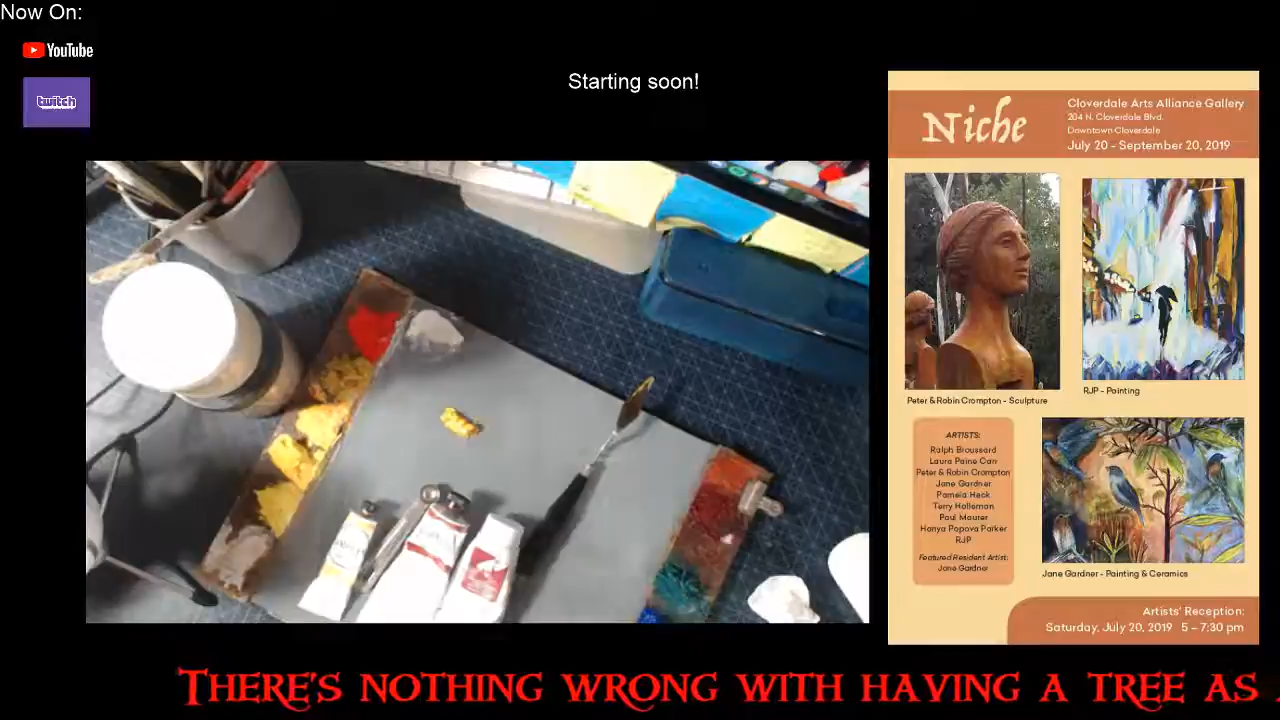 Now On:
YouTube
twitch
Starting soon!
Niche
Cloverdale Arts Alliance Gallery
204 N. Cloverdale Blvd.
Downtown Cloverdale
July 20 - September 20, 2019
Peter & Robin Crompton - Sculpture
RJP - Painting
ARTISTS:
Ralph Broussard
Laura Paine Carr
Peter & Robin Crompton
Jane Gardner
Pamela Heck
Terry Holleman
Paul Maurer
Hanya Popova Parker
RJP
Featured Resident Artist:
Jane Gardner
Jane Gardner - Painting & Ceramics
Artists' Reception:
Saturday, July 20, 2019 5 – 7:30 pm
There's nothing wrong with having a tree as